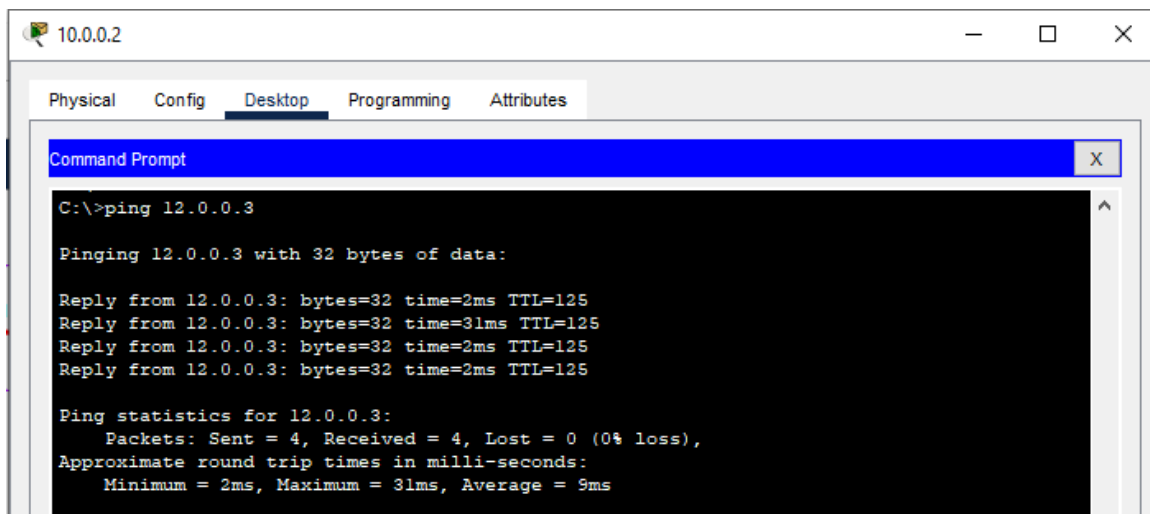 10.0.0.2
Physical Config Desktop Programming Attributes
Command Prompt
X
C:\>ping 12.0.0.3
Pinging 12.0.0.3 with 32 bytes of data:
Reply from 12.0.0.3: bytes=32 time=2ms TTL=125
Reply from 12.0.0.3: bytes=32 time=31ms TTL=125
Reply from 12.0.0.3: bytes=32 time=2ms TTL=125
Reply from 12.0.0.3: bytes=32 time=2ms TTL=125
Ping statistics for 12.0.0.3:
Packets: Sent = 4, Received = 4, Lost = 0 (0% loss),
Approximate round trip times in milli-seconds:
Minimum = 2ms, Maximum = 31ms, Average = 9ms